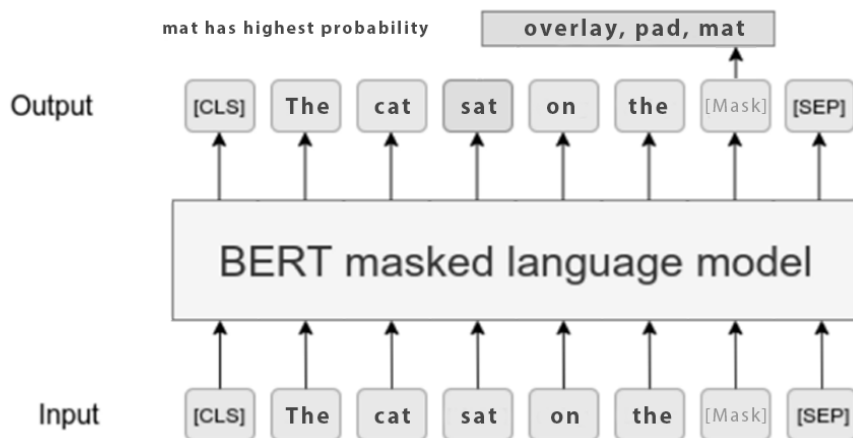 mat has highest probability
overlay, pad, mat
Output [CLS] The cat sat on the [Mask] [SEP]
BERT masked language model
Input [CLS] The cat sat on the [Mask] [SEP]